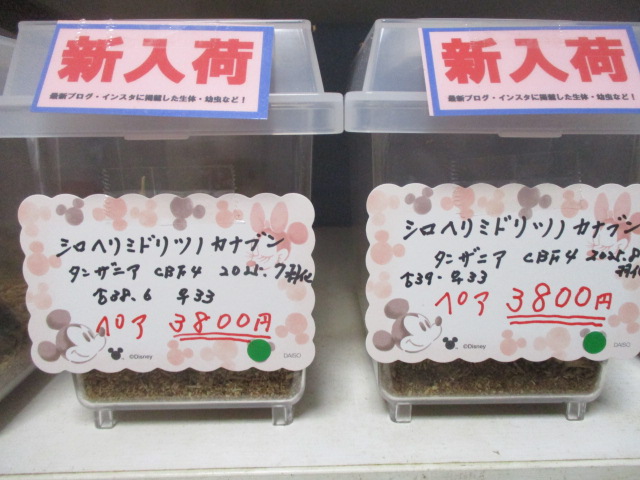 新入荷
最新ブログ・インスタに掲載した生体・幼虫など!
シロヘリミドリツノカナブン
タンザニア CBF4 2025.7羽化
♂38.6 ♀33
ペア 3800円
©Disney
DAISO
新入荷
最新ブログ・インスタに掲載した生体・幼虫など!
シロヘリミドリツノカナブン
タンザニア CBF4 2025.8
羽化
♂39・♀33
ペア 3800円
©Disney
DAISO